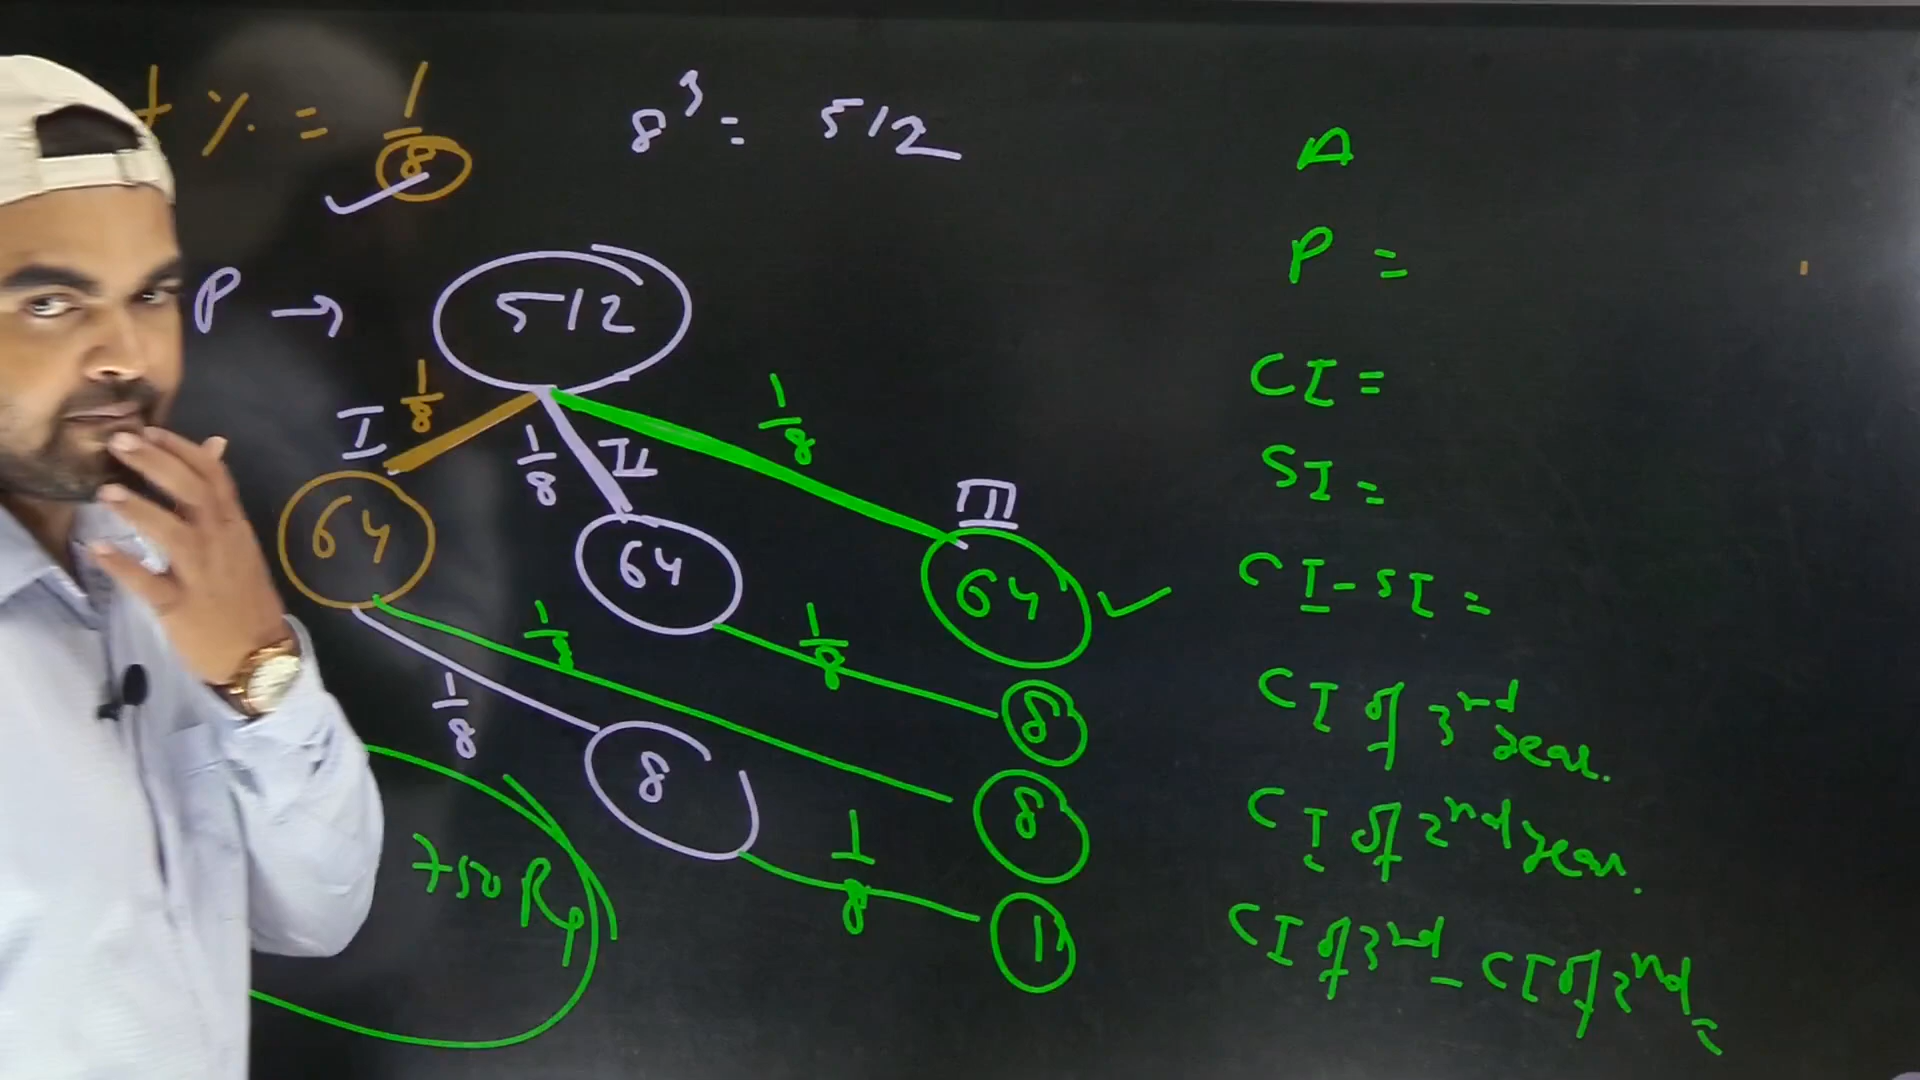 % = 1/8
8³ = 512
P → 512
I 1/8
1/8 II
1/8
III
64
64
64
1/8
1/8
1/8
8
8
8
1/8
1
A
P =
CI =
SI =
CI - SI =
CI of 3rd year.
CI of 2nd year.
CI of 3rd - CI of 2nd =